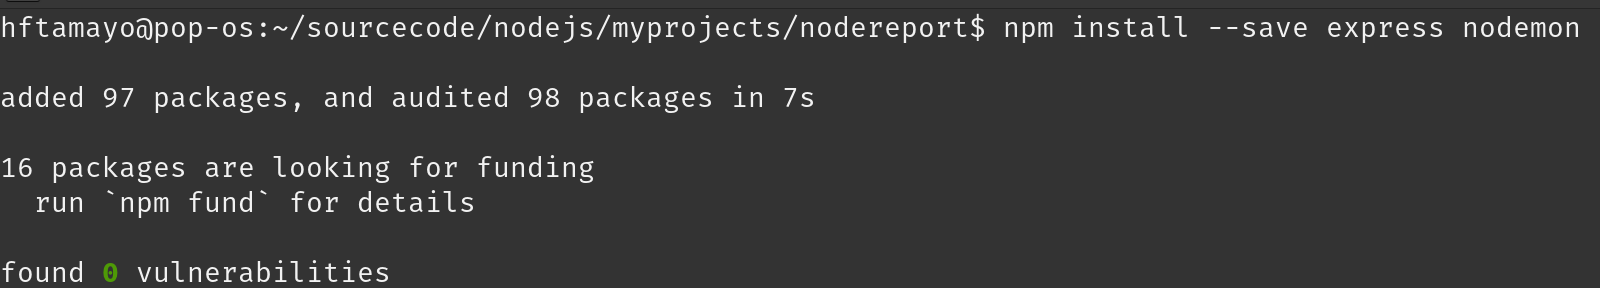 hftamayo@pop-os:~/sourcecode/nodejs/myprojects/nodereport$ npm install --save express nodemon
added 97 packages, and audited 98 packages in 7s
16 packages are looking for funding
  run `npm fund` for details
found 0 vulnerabilities